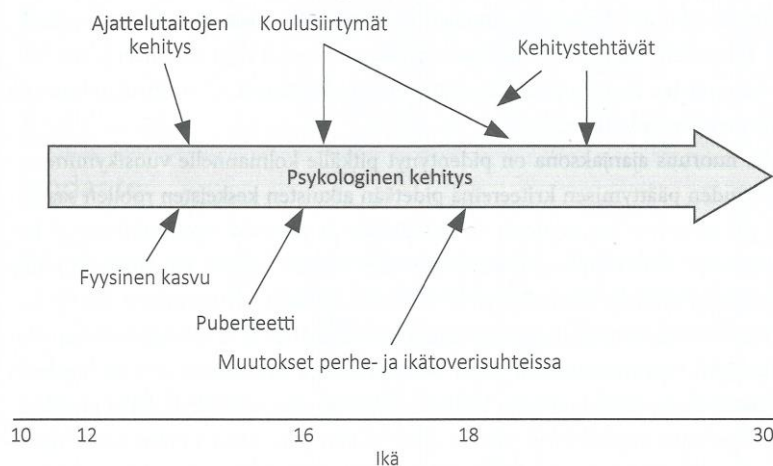 Ajattelutaitojen
kehitys
Koulusiirtymät
Kehitystehtävät
Psykologinen kehitys
Fyysinen kasvu
Puberteetti
Muutokset perhe- ja ikätoverisuhteissa
10 12 16 18 30
Ikä